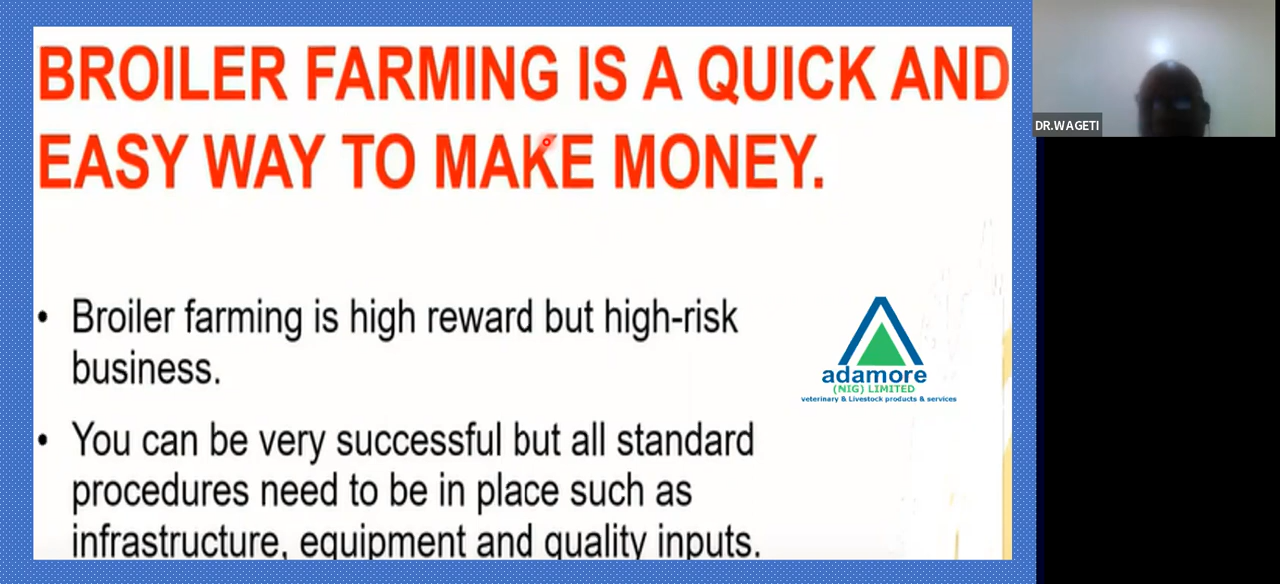 BROILER FARMING IS A QUICK AND
EASY WAY TO MAKE MONEY.
• Broiler farming is high reward but high-risk
business.
• You can be very successful but all standard
procedures need to be in place such as
infrastructure, equipment and quality inputs.
adamore
(NIG) LIMITED
veterinary & Livestock products & services
DR.WAGETI